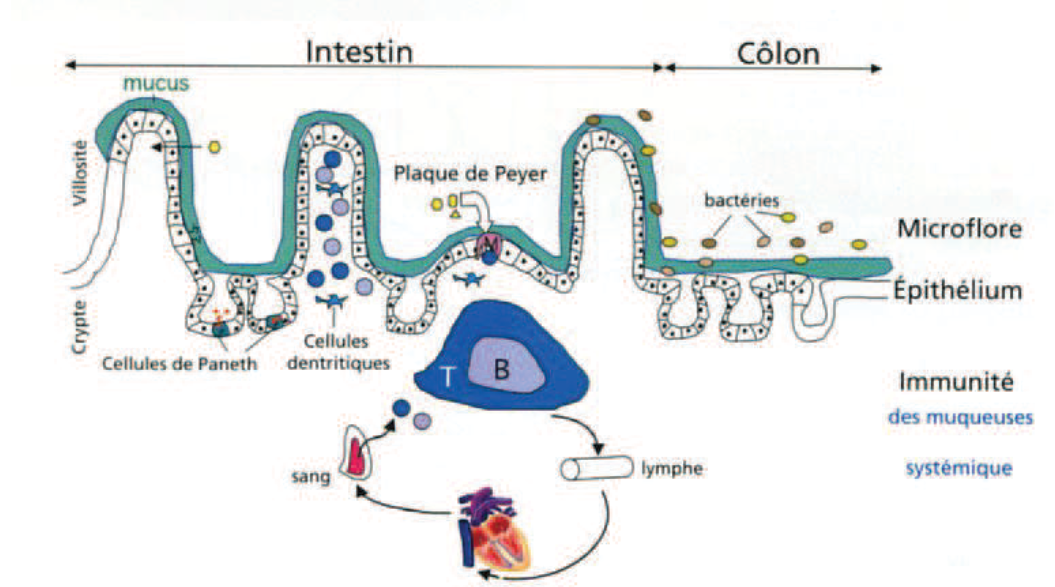 Intestin
Côlon
mucus
Villosité
Plaque de Peyer
bactéries
Microflore
M
Épithélium
Crypte
Cellules de Paneth
Cellules
dentritiques
T
B
Immunité
des muqueuses
sang
lymphe
systémique